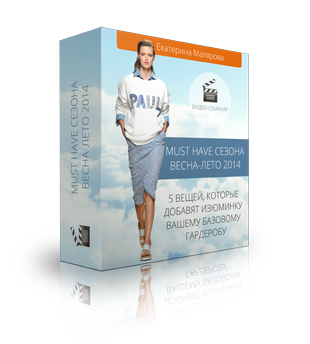 Екатерина Малярова
ВИДЕО-СЕМИНАР
PAUL
MUST HAVE СЕЗОНА
ВЕСНА-ЛЕТО 2014
5 ВЕЩЕЙ, КОТОРЫЕ
ДОБАВЯТ ИЗЮМИНКУ
ВАШЕМУ БАЗОВОМУ
ГАРДЕРОБУ
MUST HAVE СЕЗОНА
ВЕСНА-ЛЕТО 2014